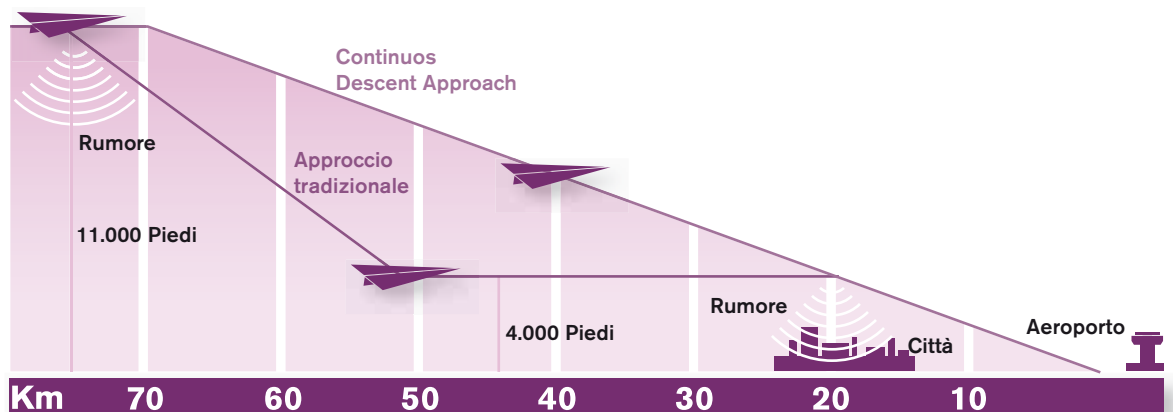 Continuos
Descent Approach
Rumore
Approccio
tradizionale
11.000 Piedi
Rumore
4.000 Piedi
Aeroporto
Città
Km 70 60 50 40 30 20 10